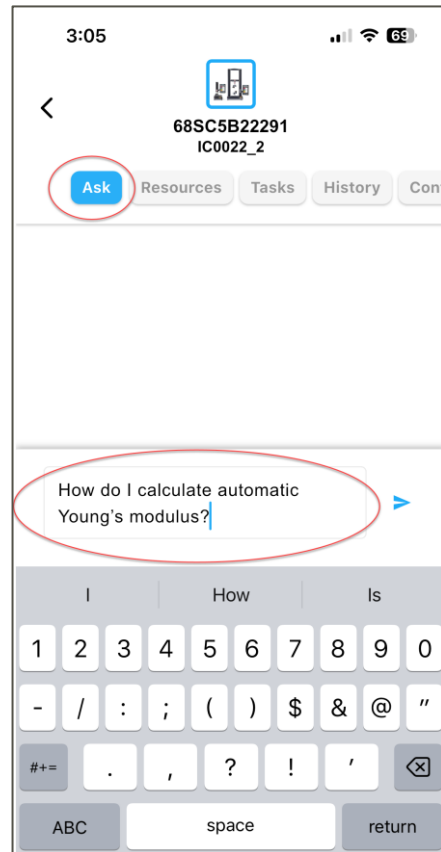 3:05
69
68SC5B22291
IC0022_2
Ask Resources Tasks History Con
How do I calculate automatic
Young's modulus?
I How Is
1 2 3 4 5 6 7 8 9 0
- / : ; ( ) $ & @ "
#+= . , ? ! ’
ABC space return